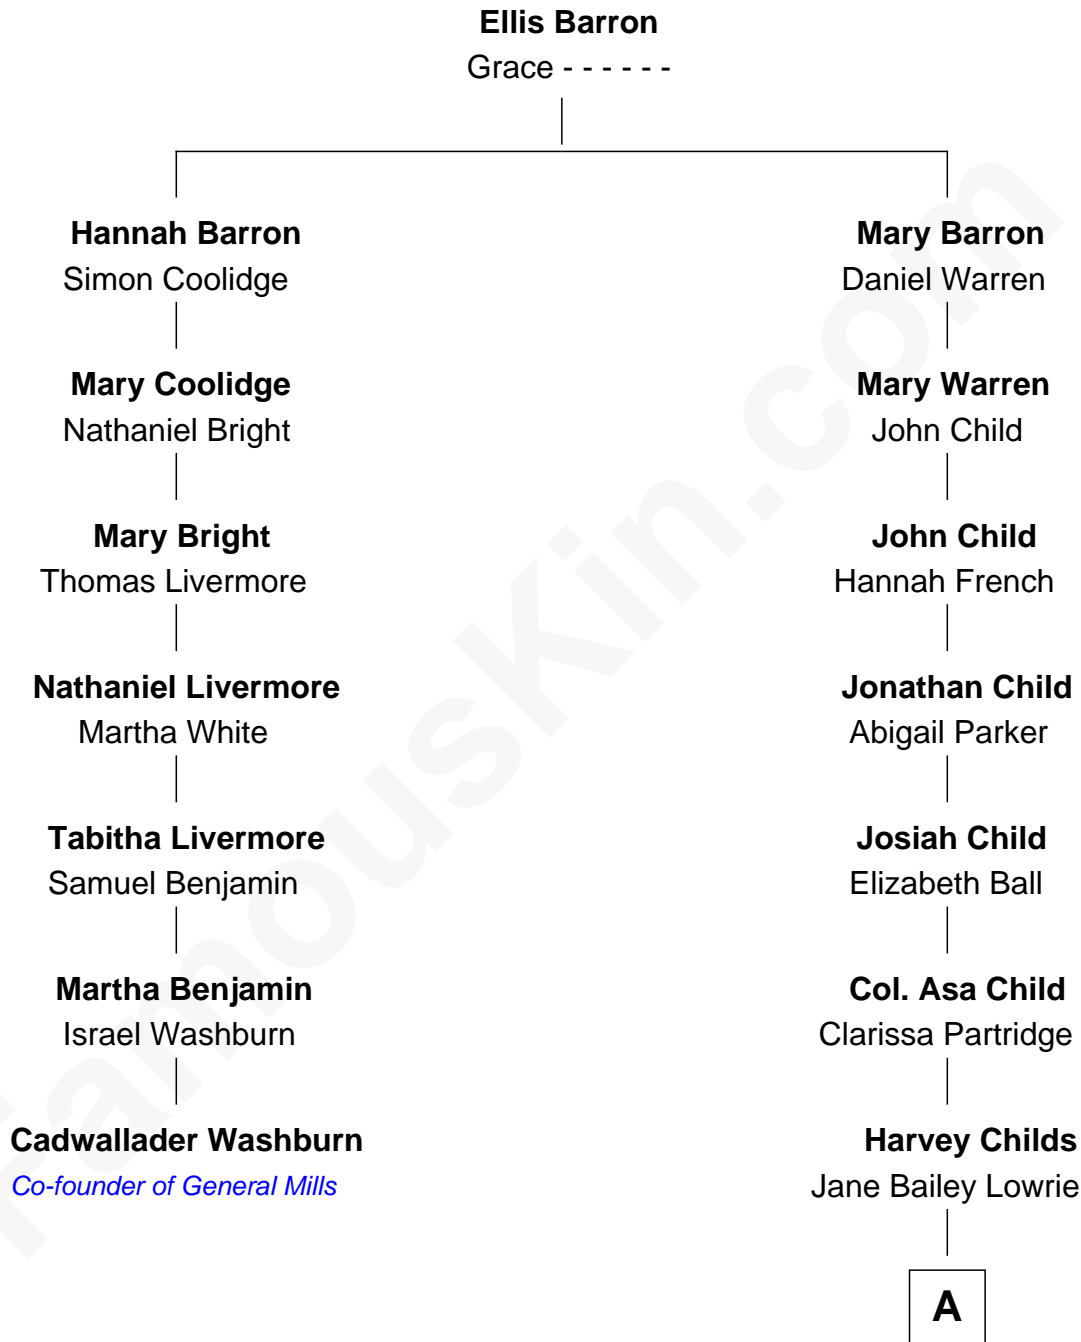 Ellis Barron
Grace - - - - - -
Hannah Barron
Simon Coolidge
Mary Barron
Daniel Warren
Mary Coolidge
Nathaniel Bright
Mary Warren
John Child
Mary Bright
Thomas Livermore
John Child
Hannah French
Nathaniel Livermore
Martha White
Jonathan Child
Abigail Parker
Tabitha Livermore
Samuel Benjamin
Josiah Child
Elizabeth Ball
Martha Benjamin
Israel Washburn
Col. Asa Child
Clarissa Partridge
Cadwallader Washburn
Co-founder of General Mills
Harvey Childs
Jane Bailey Lowrie
A
FamousKin.com